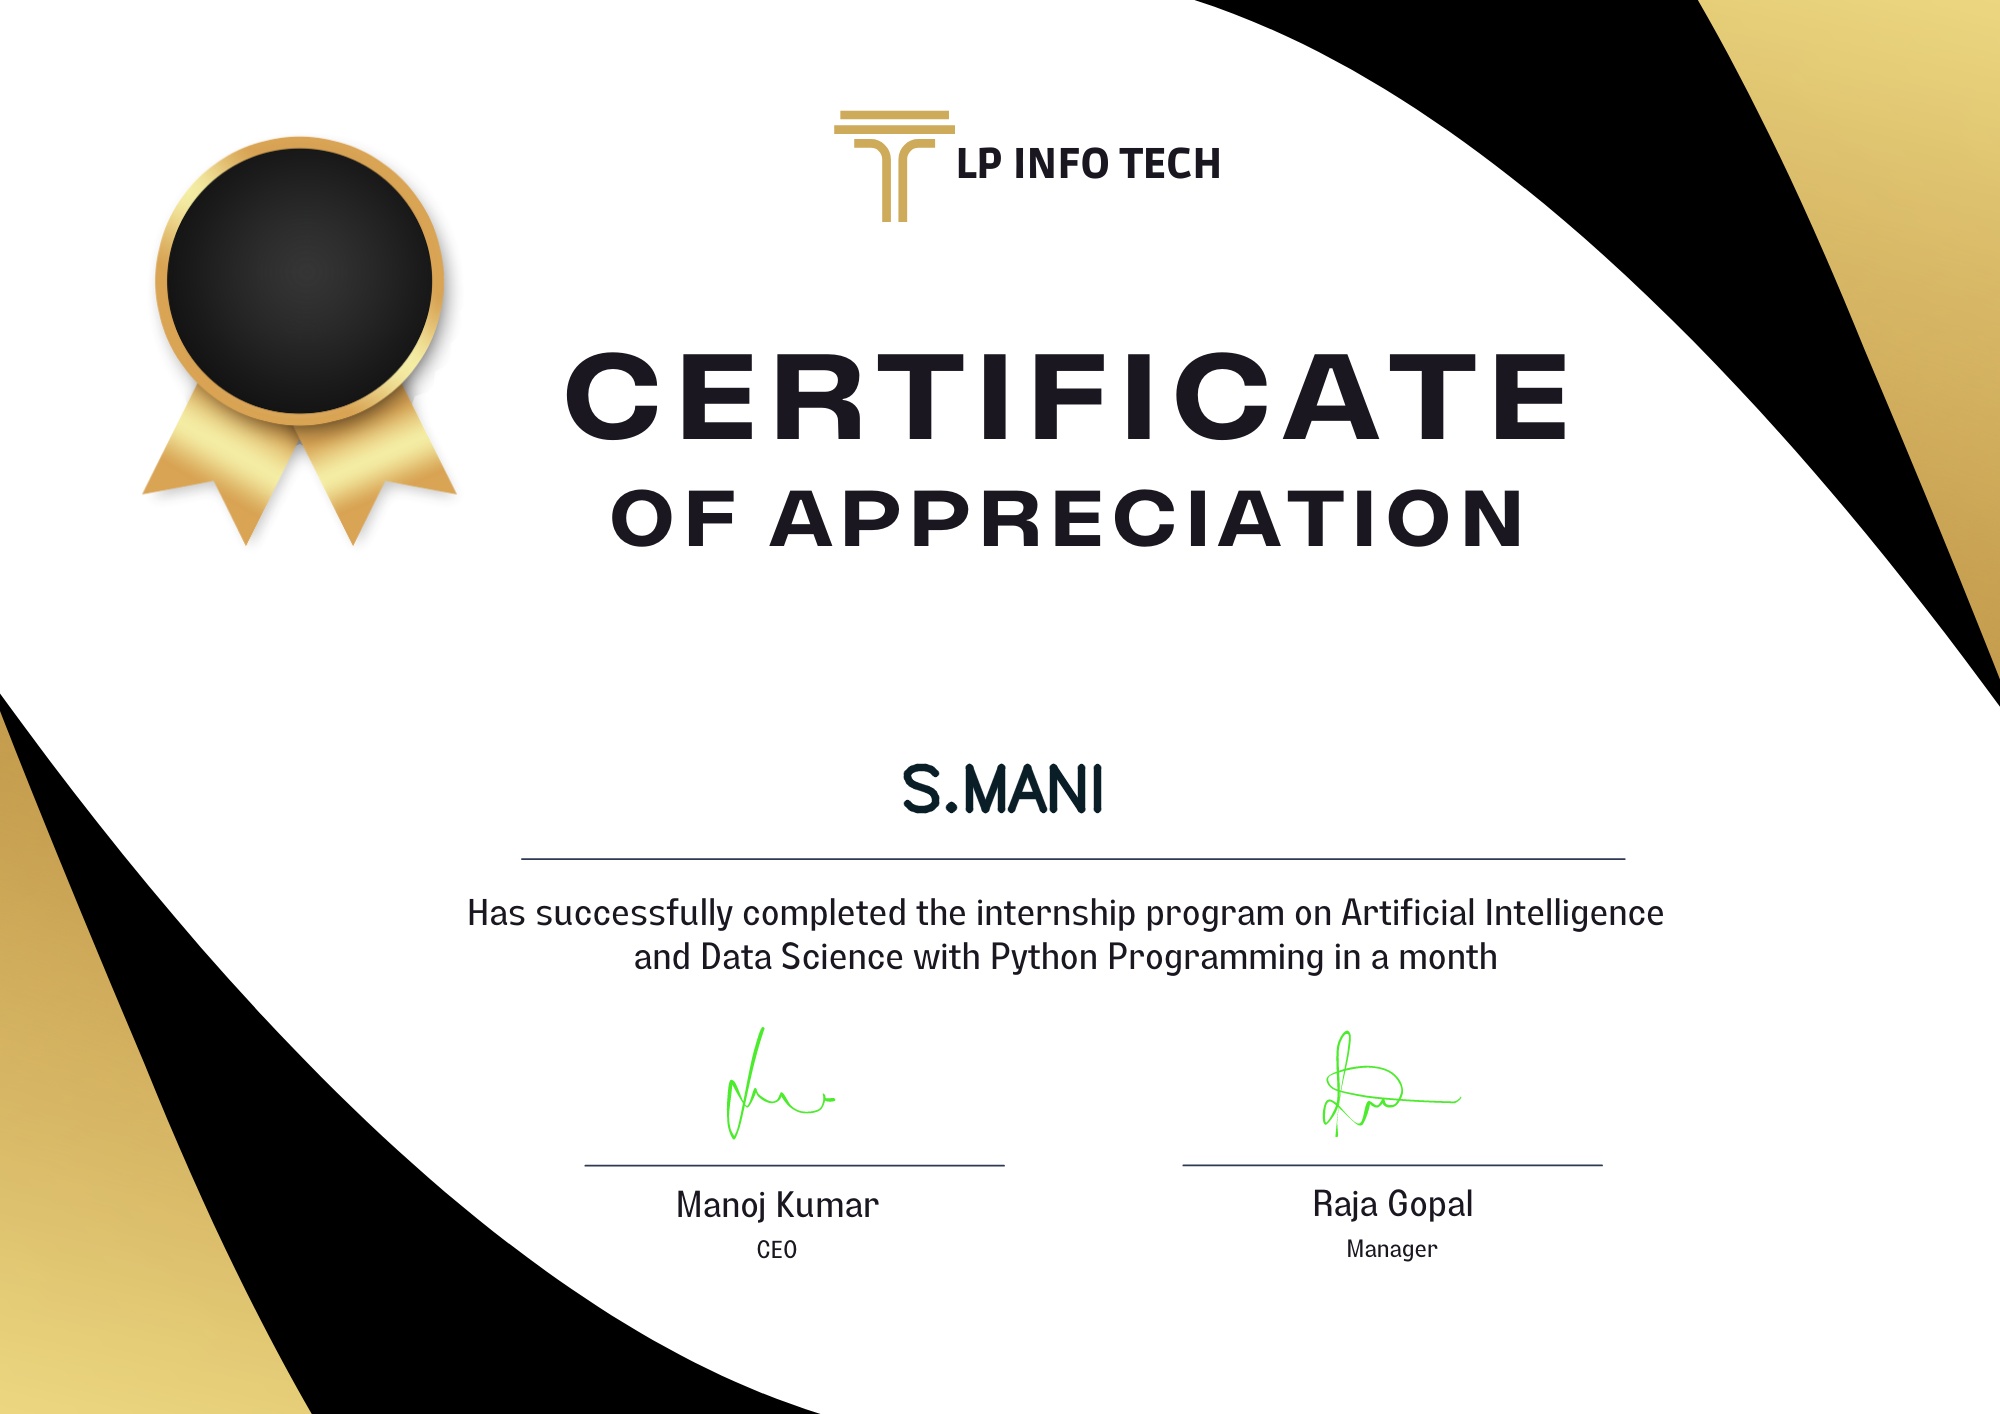 LP INFO TECH
CERTIFICATE
OF APPRECIATION
S.MANI
Has successfully completed the internship program on Artificial Intelligence
and Data Science with Python Programming in a month
Manoj Kumar
CEO
Raja Gopal
Manager